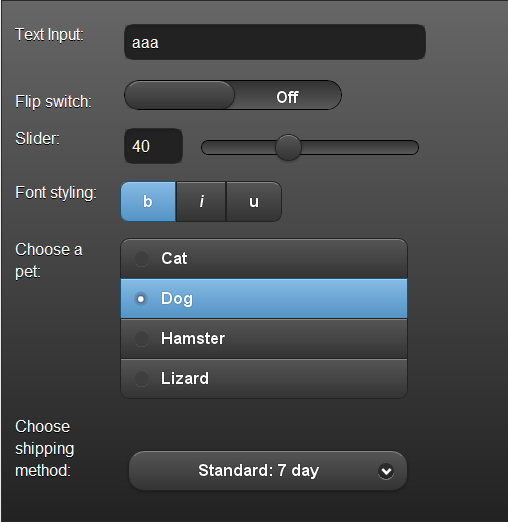 Text Input:
aaa
Flip switch:
Off
Slider:
40
Font styling:
b i u
Choose a
pet:
Cat
Dog
Hamster
Lizard
Choose
shipping
method:
Standard: 7 day